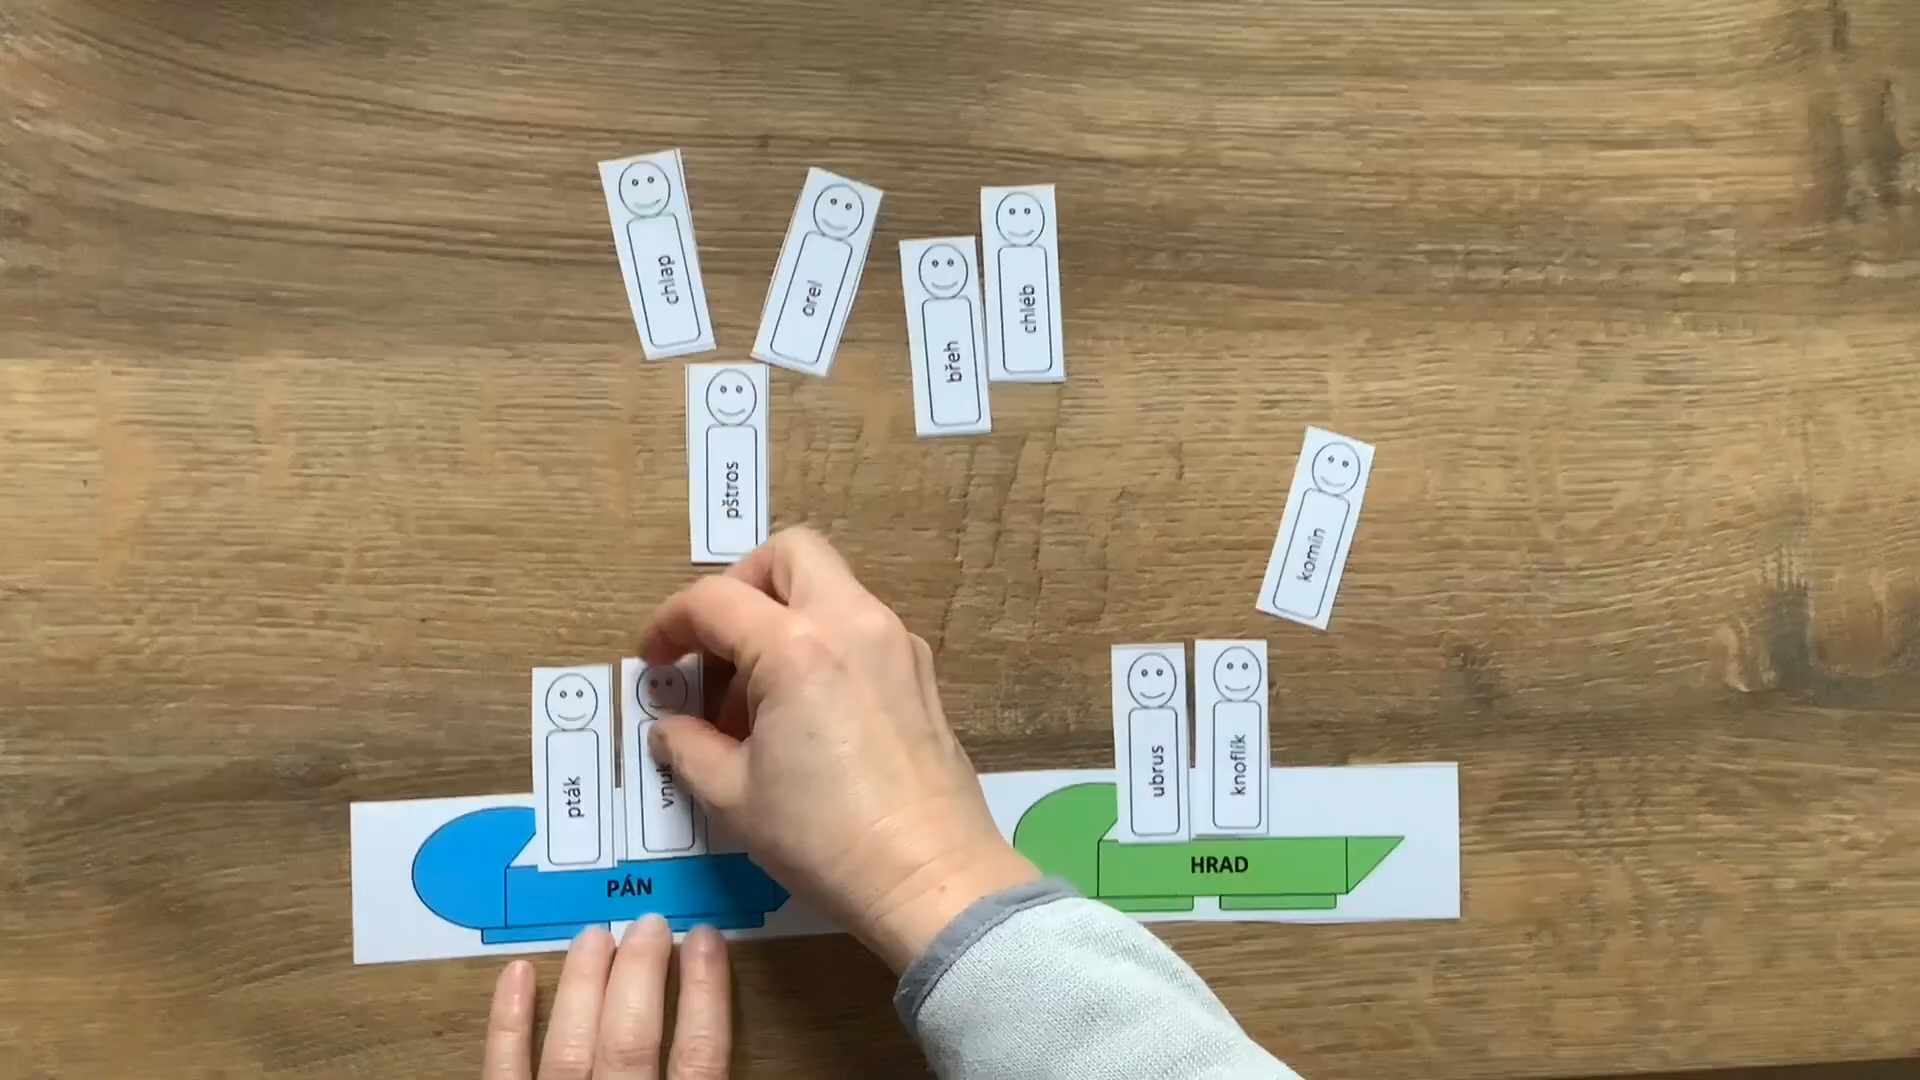 chlap
orel
břeh
chléb
pštros
komín
pták
vnuk
ubrus
knoflík
PÁN
HRAD